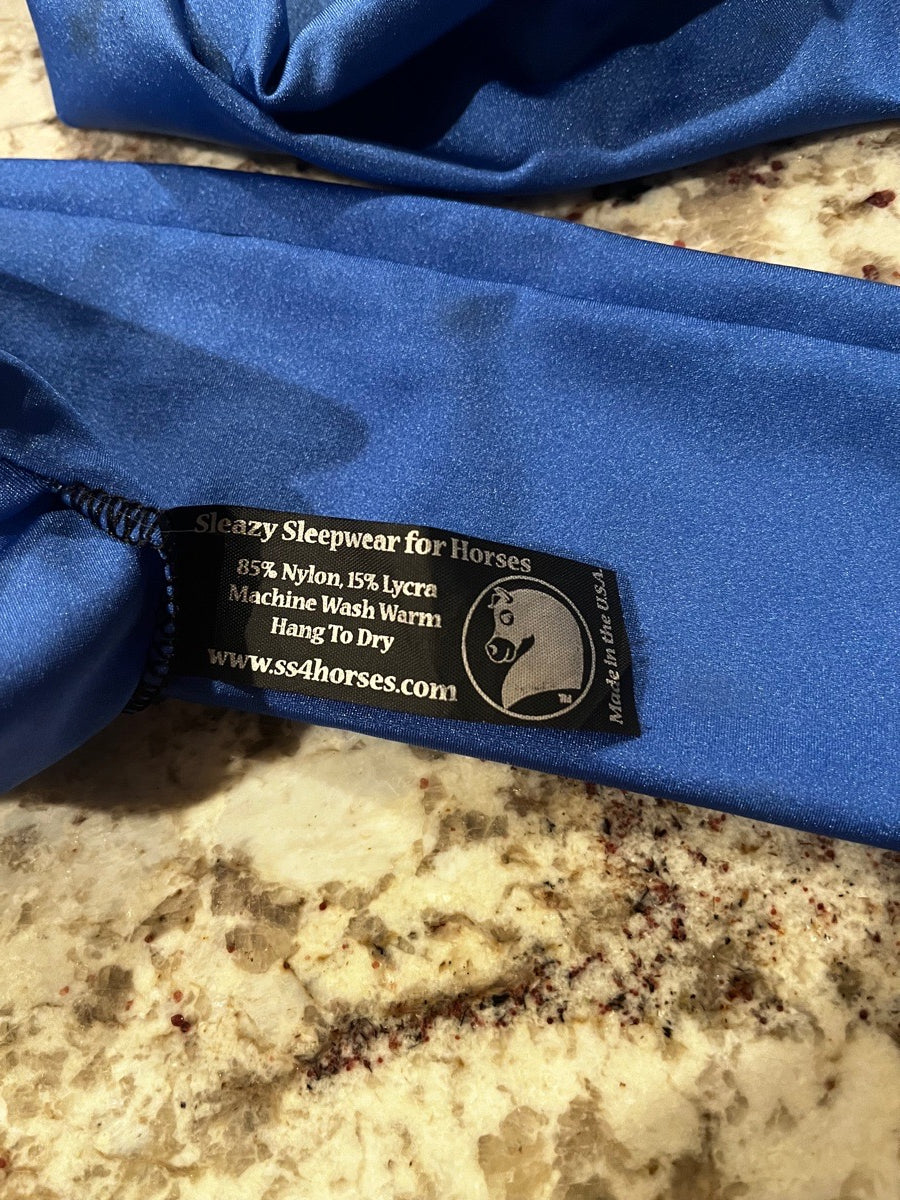 Sleazy Sleepwear for Horses
85% Nylon, 15% Lycra
Machine Wash Warm
Hang To Dry
www.ss4horses.com
Made in the U.S.A.
TM